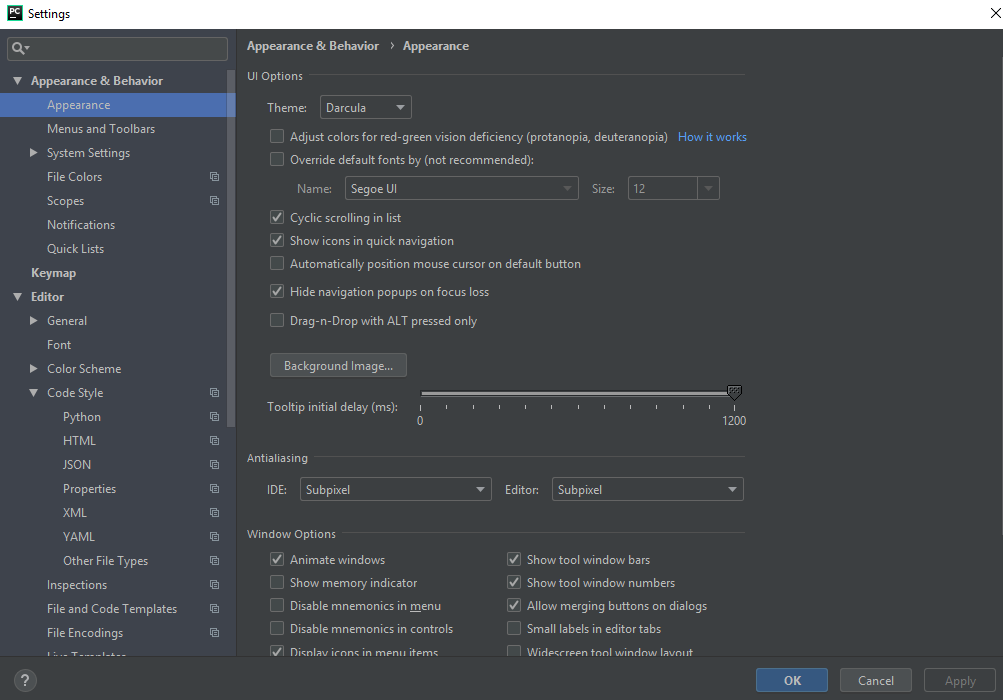 PC Settings
Appearance & Behavior
Appearance
Menus and Toolbars
System Settings
File Colors
Scopes
Notifications
Quick Lists
Keymap
Editor
General
Font
Color Scheme
Code Style
Python
HTML
JSON
Properties
XML
YAML
Other File Types
Inspections
File and Code Templates
File Encodings
Live Templates
Appearance & Behavior › Appearance
UI Options
Theme: Darcula
Adjust colors for red-green vision deficiency (protanopia, deuteranopia) How it works
Override default fonts by (not recommended):
Name: Segoe UI Size: 12
Cyclic scrolling in list
Show icons in quick navigation
Automatically position mouse cursor on default button
Hide navigation popups on focus loss
Drag-n-Drop with ALT pressed only
Background Image...
Tooltip initial delay (ms):
0 1200
Antialiasing
IDE: Subpixel Editor: Subpixel
Window Options
Animate windows Show tool window bars
Show memory indicator Show tool window numbers
Disable mnemonics in menu Allow merging buttons on dialogs
Disable mnemonics in controls Small labels in editor tabs
Display icons in menu items Widescreen tool window layout
? OK Cancel Apply